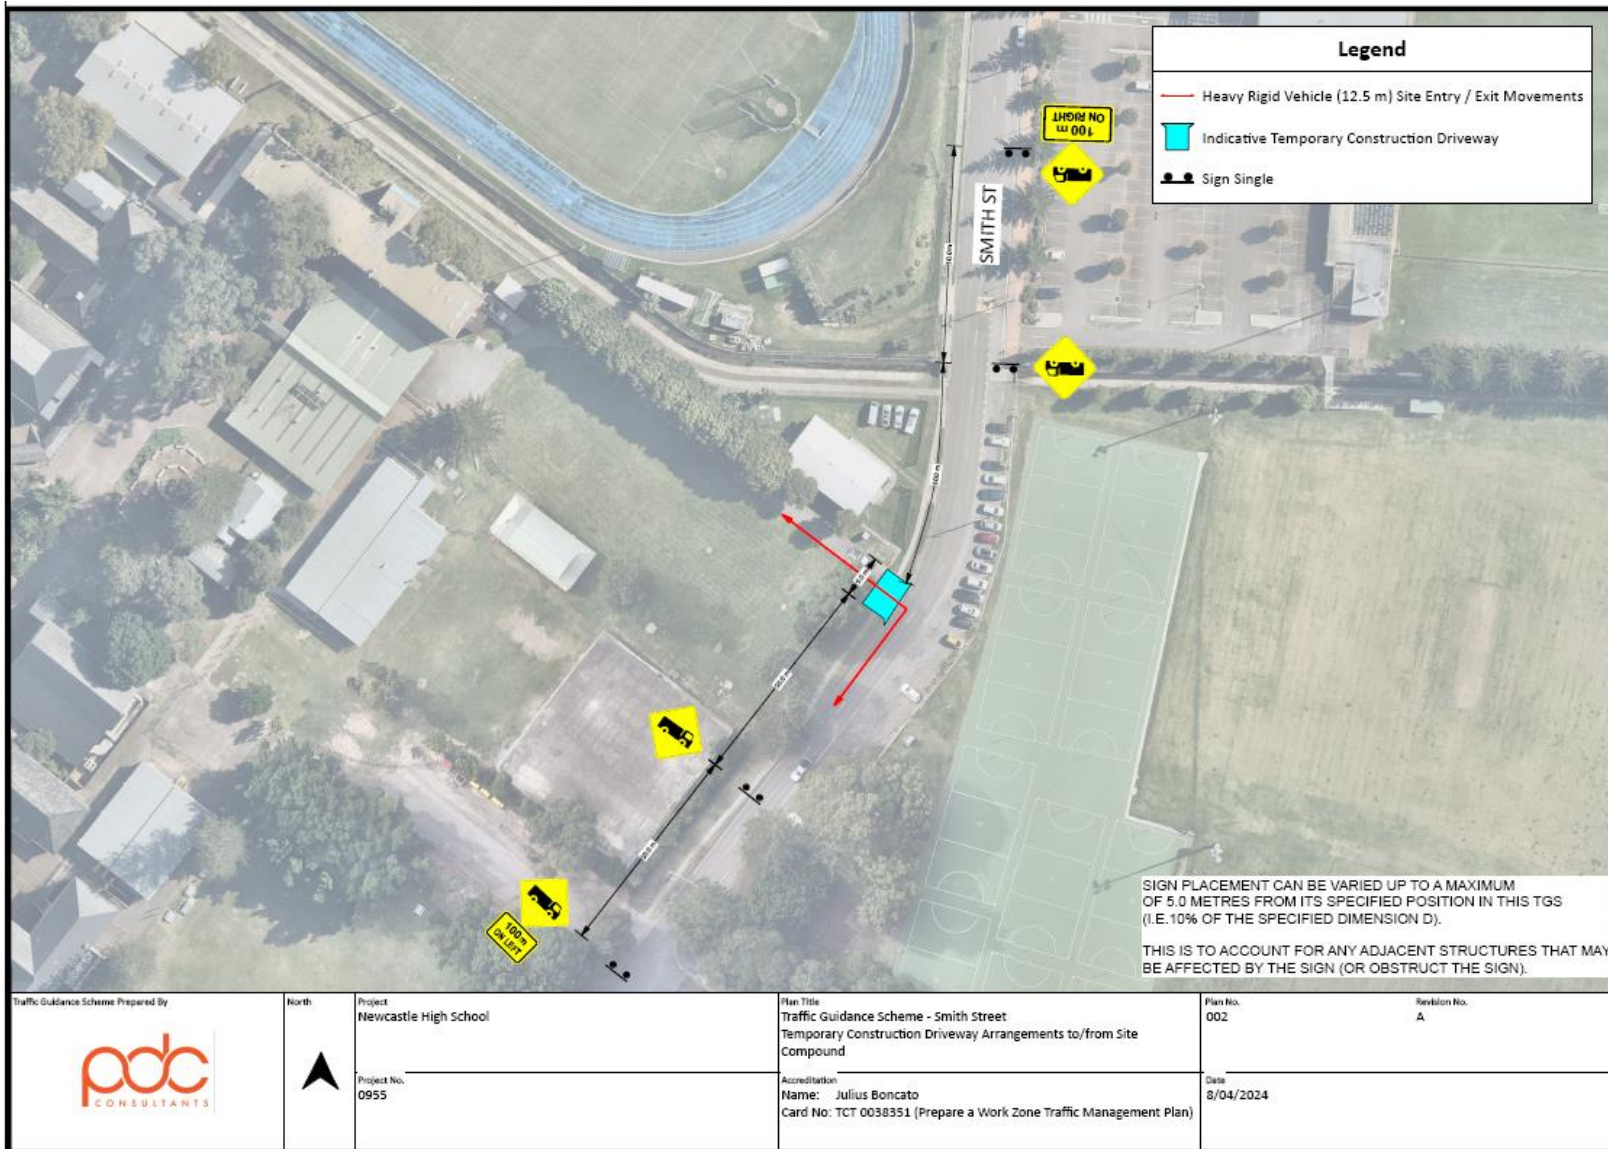 Legend
Heavy Rigid Vehicle (12.5 m) Site Entry / Exit Movements
Indicative Temporary Construction Driveway
Sign Single
100 m
ON RIGHT
SMITH ST
100 m
ON LEFT
SIGN PLACEMENT CAN BE VARIED UP TO A MAXIMUM
OF 5.0 METRES FROM ITS SPECIFIED POSITION IN THIS TGS
(I.E.10% OF THE SPECIFIED DIMENSION D).
THIS IS TO ACCOUNT FOR ANY ADJACENT STRUCTURES THAT MAY
BE AFFECTED BY THE SIGN (OR OBSTRUCT THE SIGN).
Traffic Guidance Scheme Prepared By
pdc
CONSULTANTS
North
Project
Newcastle High School
Project No.
0955
Plan Title
Traffic Guidance Scheme - Smith Street
Temporary Construction Driveway Arrangements to/from Site
Compound
Accreditation
Name: Julius Boncato
Card No: TCT 0038351 (Prepare a Work Zone Traffic Management Plan)
Plan No.
002
Revision No.
A
Date
8/04/2024